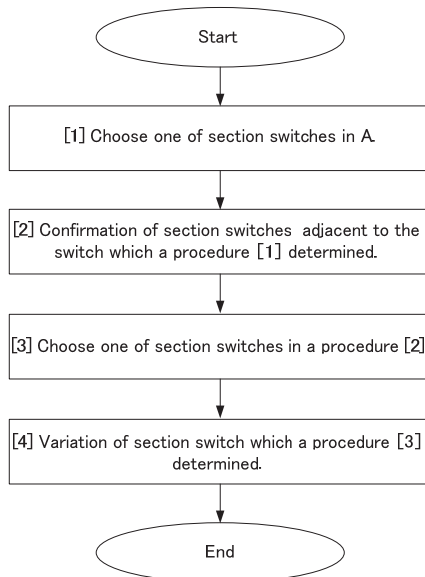 Start
[1] Choose one of section switches in A.
[2] Confirmation of section switches adjacent to the
switch which a procedure [1] determined.
[3] Choose one of section switches in a procedure [2]
[4] Variation of section switch which a procedure [3]
determined.
End